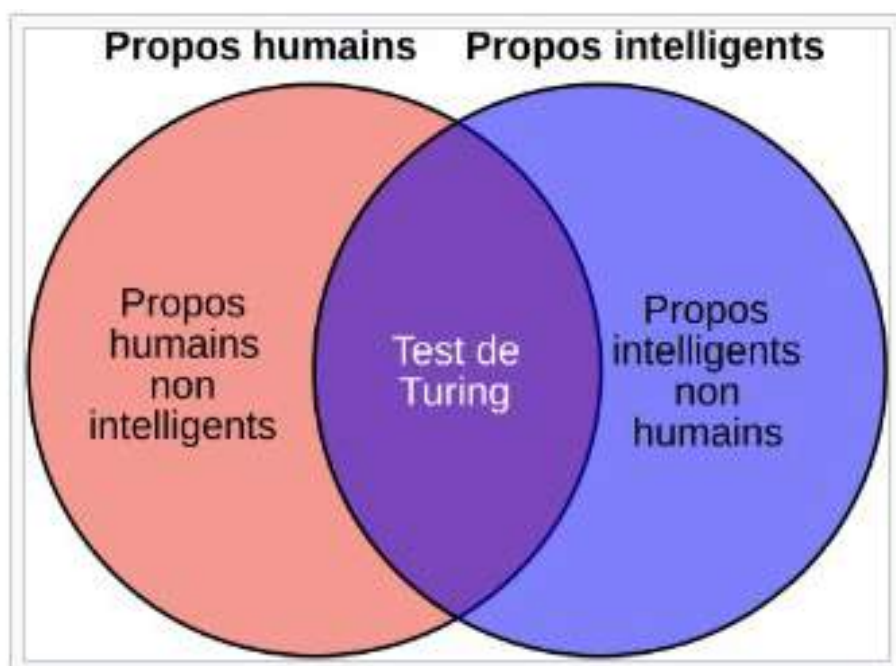 Propos humains
Propos intelligents
Propos
humains
non
intelligents
Test de
Turing
Propos
intelligents
non
humains